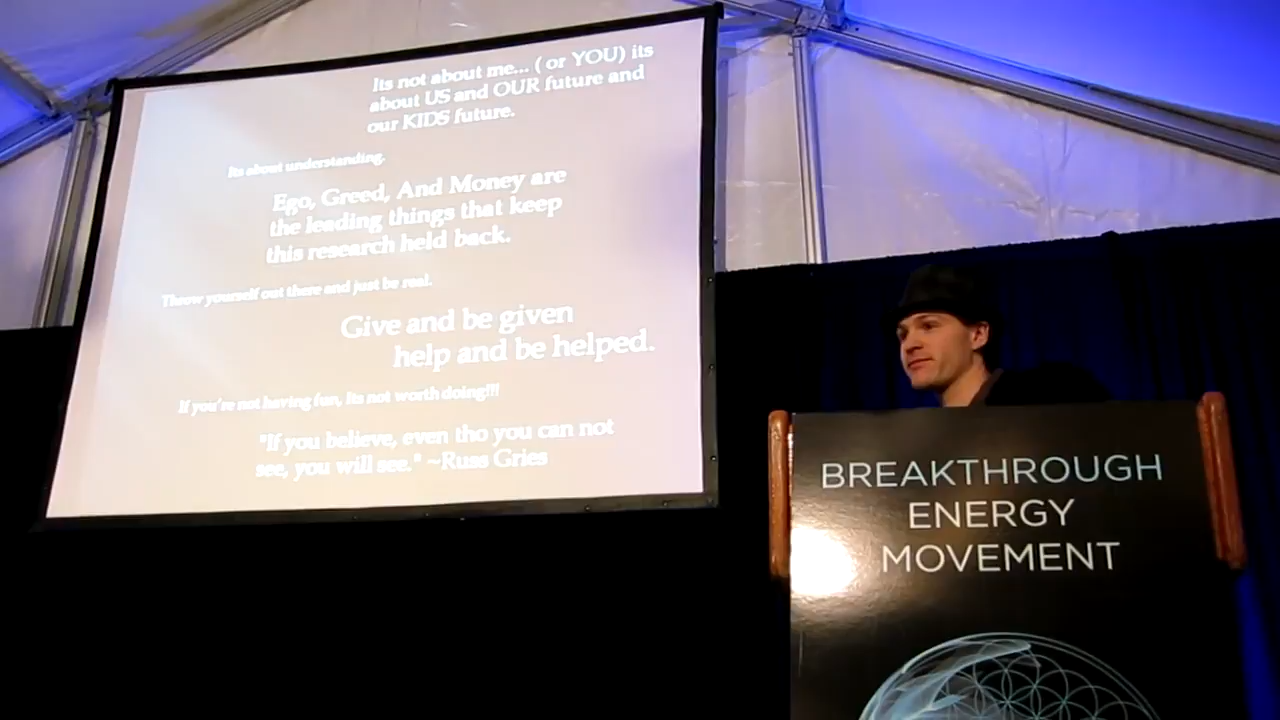 Its not about me... ( or YOU) its
about US and OUR future and
our KIDS future.
Its about understanding.
Ego, Greed, And Money are
the leading things that keep
this research held back.
Throw yourself out there and just be real.
Give and be given
help and be helped.
If you're not having fun, Its not worth doing!!!
"If you believe, even tho you can not
see, you will see." ~Russ Gries
BREAKTHROUGH
ENERGY
MOVEMENT